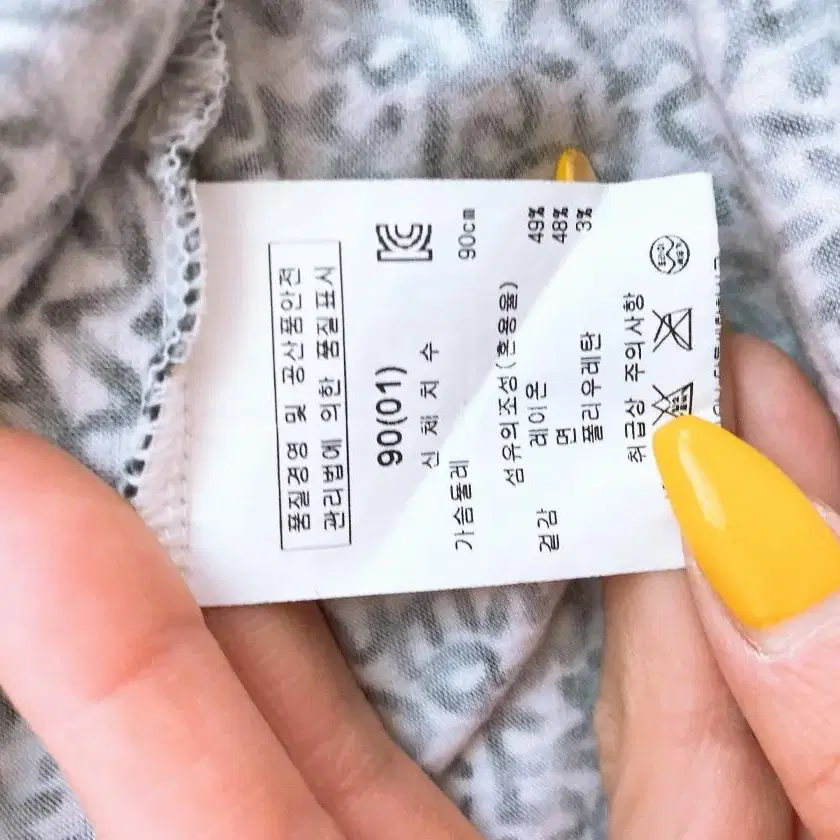 품질경영 및 공산품안전
관리법에 의한 품질표시
90(01)
신 체 치 수
가슴둘레 90cm
섬유의조성(혼용율)
겉감 레이온 49%
면 48%
폴리우레탄 3%
취급상 주의사항